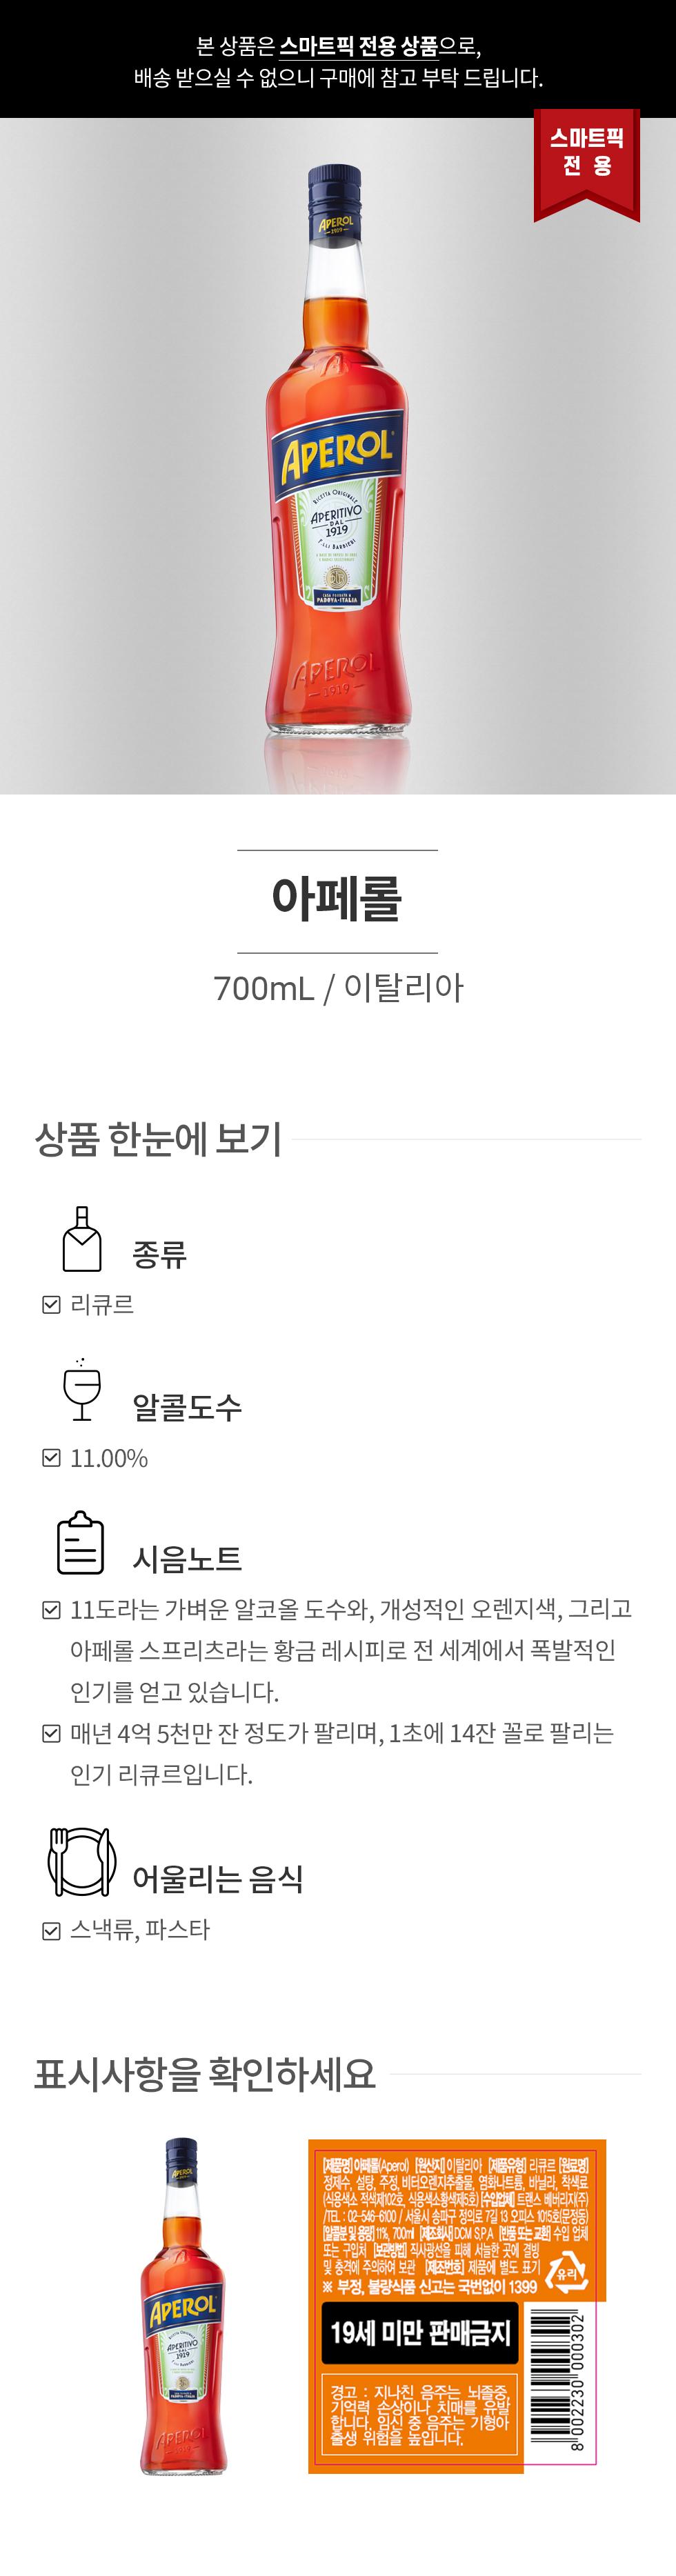 본 상품은 스마트픽 전용 상품으로,
배송 받으실 수 없으니 구매에 참고 부탁 드립니다.
스마트픽
전 용
APEROL
1919
APEROL
RICETTA ORIGINALE
APERITIVO
DAL
1919
F.LLI BARBIERI
PADOVA-ITALIA
APEROL
1919
아페롤
700mL / 이탈리아
상품 한눈에 보기
종류
리큐르
알콜도수
11.00%
시음노트
11도라는 가벼운 알코올 도수와, 개성적인 오렌지색, 그리고
아페롤 스프리츠라는 황금 레시피로 전 세계에서 폭발적인
인기를 얻고 있습니다.
매년 4억 5천만 잔 정도가 팔리며, 1초에 14잔 꼴로 팔리는
인기 리큐르입니다.
어울리는 음식
스낵류, 파스타
표시사항을 확인하세요
APEROL
APEROL
APERITIVO
DAL
1919
APEROL
[제품명] 아페롤(Aperol) [원산지] 이탈리아 [제품유형] 리큐르 [원료명]
정제수, 설탕, 주정, 비터오렌지추출물, 염화나트륨, 바닐라, 착색료
(식용색소 적색제102호, 식용색소황색제5호) [수입업체] 트랜스 베버리지(주)
/TEL : 02-546-6100 / 서울시 송파구 정의로 7길 13 오피스 1015호(문정동)
[알콜분 및 용량] 11%, 700ml [제조회사] DCM S.P.A [반품 또는 교환] 수입 업체
또는 구입처 [보관방법] 직사광선을 피해 서늘한 곳에 결빙
및 충격에 주의하여 보관 [제조번호] 제품에 별도 표기
※ 부정, 불량식품 신고는 국번없이 1399
유리
19세 미만 판매금지
경고 : 지나친 음주는 뇌졸중,
기억력 손상이나 치매를 유발
합니다. 임신 중 음주는 기형아
출생 위험을 높입니다.
8 002230 000302